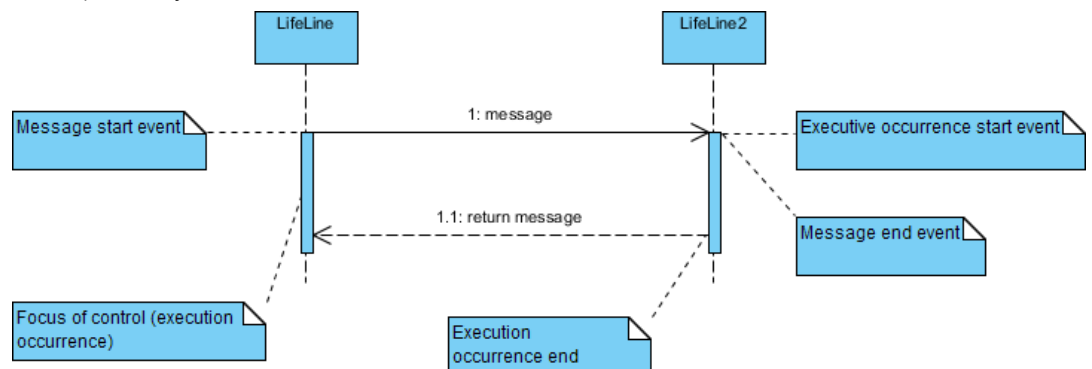 LifeLine
LifeLine2
1: message
Message start event
Executive occurrence start event
1.1: return message
Message end event
Focus of control (execution
occurrence)
Execution
occurrence end